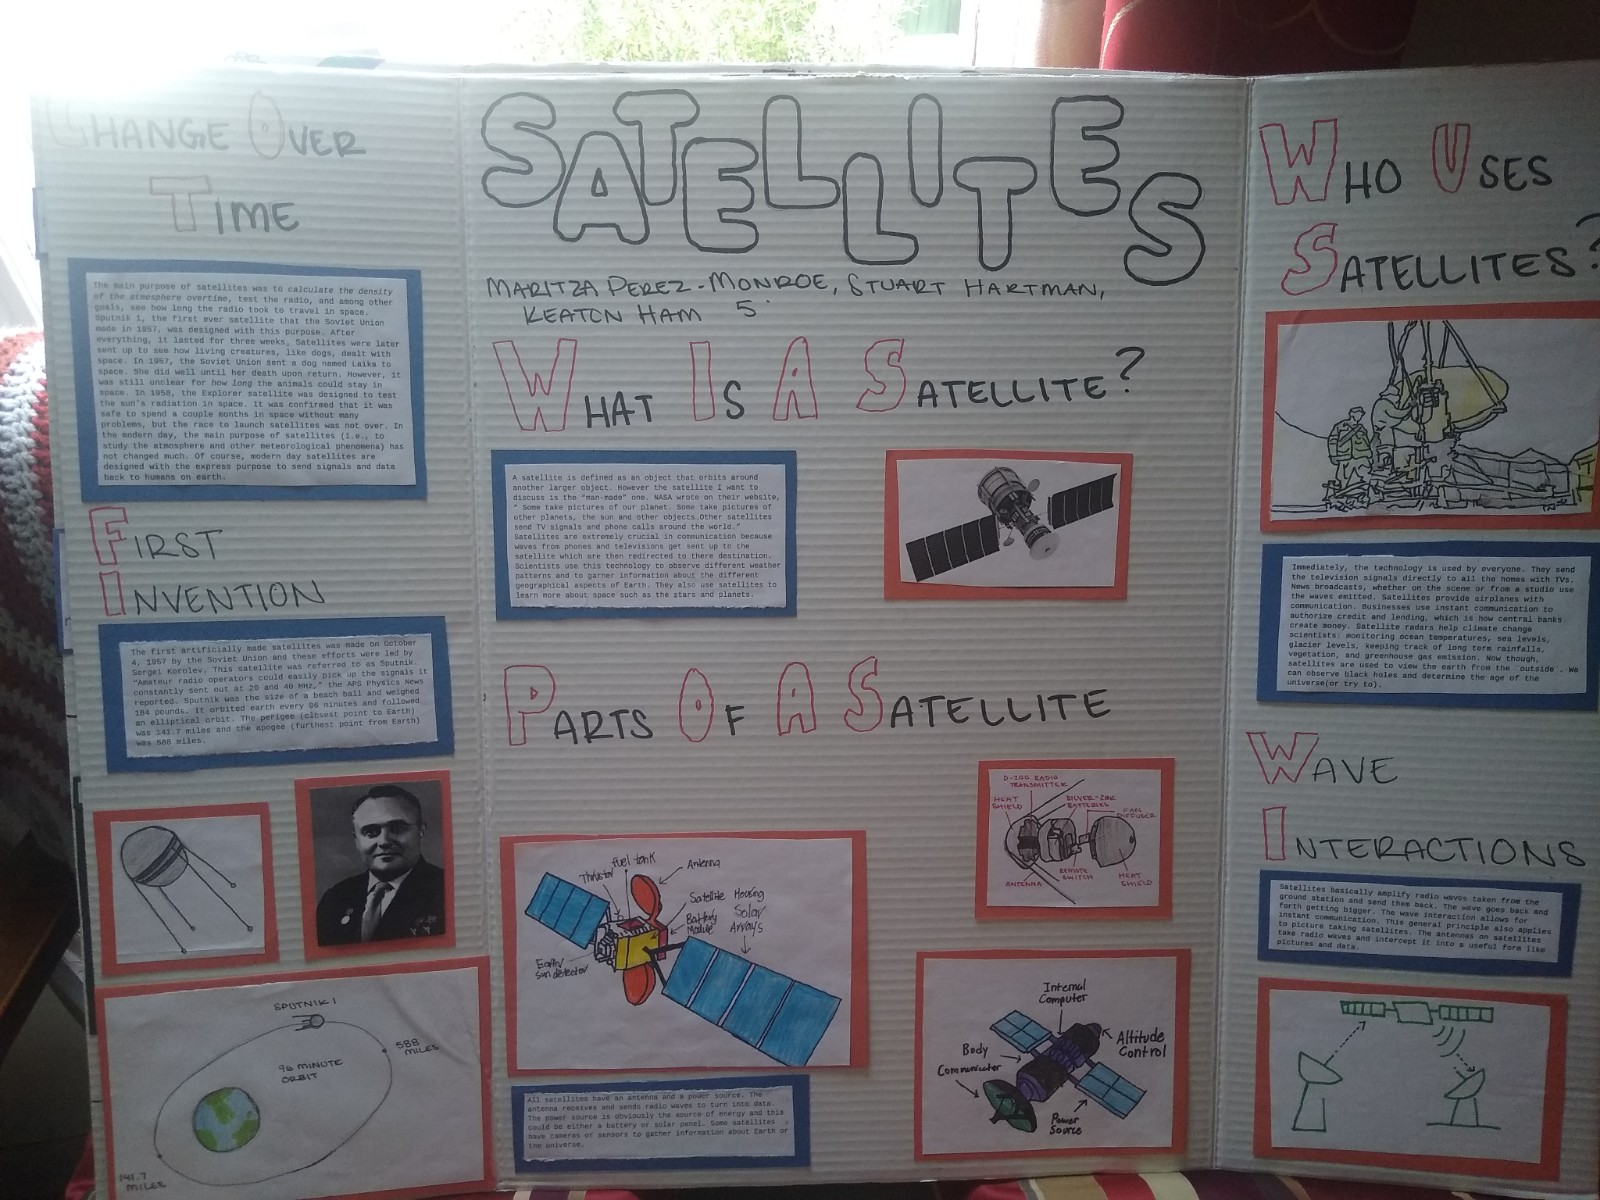 CHANGE OVER
TIME
The main purpose of satellites was to calculate the density
of the atmosphere overtime, test the radio, and among other
goals, see how long the radio took to travel in space.
Sputnik 1, the first ever satellite that the Soviet Union
made in 1957, was designed with this purpose. After
everything, it lasted for three weeks, Satellites were later
sent up to see how living creatures, like dogs, dealt with
space. In 1957, the Soviet Union sent a dog named Laika to
space. She did well until her death upon return. However, it
was still unclear for how long the animals could stay in
space. In 1958, the Explorer satellite was designed to test
the sun's radiation in space. It was confirmed that it was
safe to spend a couple months in space without many
problems, but the race to launch satellites was not over. In
the modern day, the main purpose of satellites (i.e., to
study the atmosphere and other meteorological phenomena) has
not changed much. Of course, modern day satellites are
designed with the express purpose to send signals and data
back to humans on earth.
FIRST
INVENTION
The first artificially made satellites was made on October
4, 1957 by the Soviet Union and these efforts were led by
Sergei Korolev. This satellite was referred to as Sputnik.
"Amateur radio operators could easily pick up the signals it
constantly sent out at 20 and 40 MHz," the APS Physics News
reported. Sputnik was the size of a beach ball and weighed
184 pounds. It orbited earth every 96 minutes and followed
an elliptical orbit. The perigee (closest point to Earth)
was 141.7 miles and the apogee (furthest point from Earth)
was 588 miles.
SPUTNIK 1
588
MILES
96 MINUTE
ORBIT
141.7
MILES
SATELLITES
MARITZA PEREZ-MONROE, STUART HARTMAN,
KEATON HAM 5
WHAT IS A SATELLITE?
A satellite is defined as an object that orbits around
another larger object. However the satellite I want to
discuss is the "man-made" one. NASA wrote on their website,
" Some take pictures of our planet. Some take pictures of
other planets, the sun and other objects.Other satellites
send TV signals and phone calls around the world."
Satellites are extremely crucial in communication because
waves from phones and televisions get sent up to the
satellite which are then redirected to there destination.
Scientists use this technology to observe different weather
patterns and to garner information about the different
geographical aspects of Earth. They also use satellites to
learn more about space such as the stars and planets.
PARTS OF A SATELLITE
Thruster
fuel tank
Antenna
Satellite Housing
Battery
Module
Solar
Arrays
Earth/
sun detector
All satellites have an antenna and a power source. The
antenna receives and sends radio waves to turn into data.
The power source is obviously the source of energy and this
could be either a battery or solar panel. Some satellites
have cameras or sensors to gather information about Earth or
the universe.
D-200 RADIO
TRANSMITTER
HEAT
SHIELD
SILVER-ZINC
BATTERIES
FAN
DIFFUSER
ANTENNA
REMOTE
SWITCH
HEAT
SHIELD
Internal
Computer
Altitude
Control
Body
Communicator
Power
Source
WHO USES
SATELLITES?
Immediately, the technology is used by everyone. They send
the television signals directly to all the homes with TVs.
News broadcasts, whether on the scene or from a studio use
the waves emitted. Satellites provide airplanes with
communication. Businesses use instant communication to
authorize credit and lending, which is how central banks
create money. Satellite radars help climate change
scientists: monitoring ocean temperatures, sea levels,
glacier levels, keeping track of long term rainfalls,
vegetation, and greenhouse gas emission. Now though,
satellites are used to view the earth from the 'outside'. We
can observe black holes and determine the age of the
universe(or try to).
WAVE
INTERACTIONS
Satellites basically amplify radio waves taken from the
ground station and send them back. The wave goes back and
forth getting bigger. The wave interaction allows for
instant communication. This general principle also applies
to picture taking satellites. The antennas on satellites
take radio waves and intercept it into a useful form like
pictures and data.